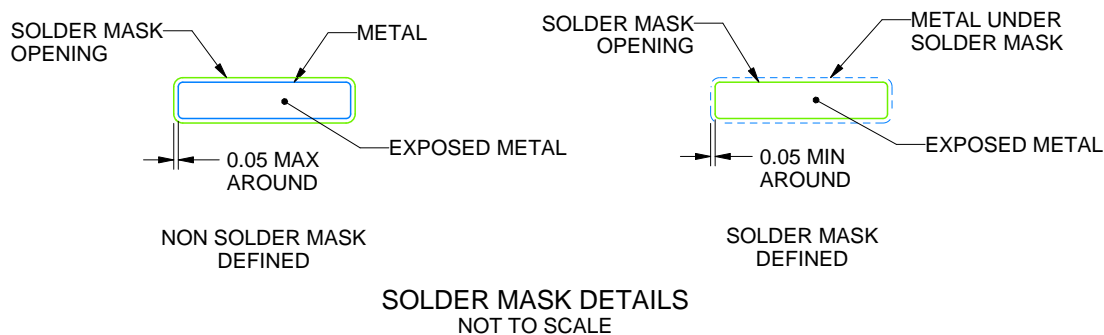 SOLDER MASK
OPENING
METAL
EXPOSED METAL
0.05 MAX
AROUND
NON SOLDER MASK
DEFINED
SOLDER MASK
OPENING
METAL UNDER
SOLDER MASK
EXPOSED METAL
0.05 MIN
AROUND
SOLDER MASK
DEFINED
SOLDER MASK DETAILS
NOT TO SCALE